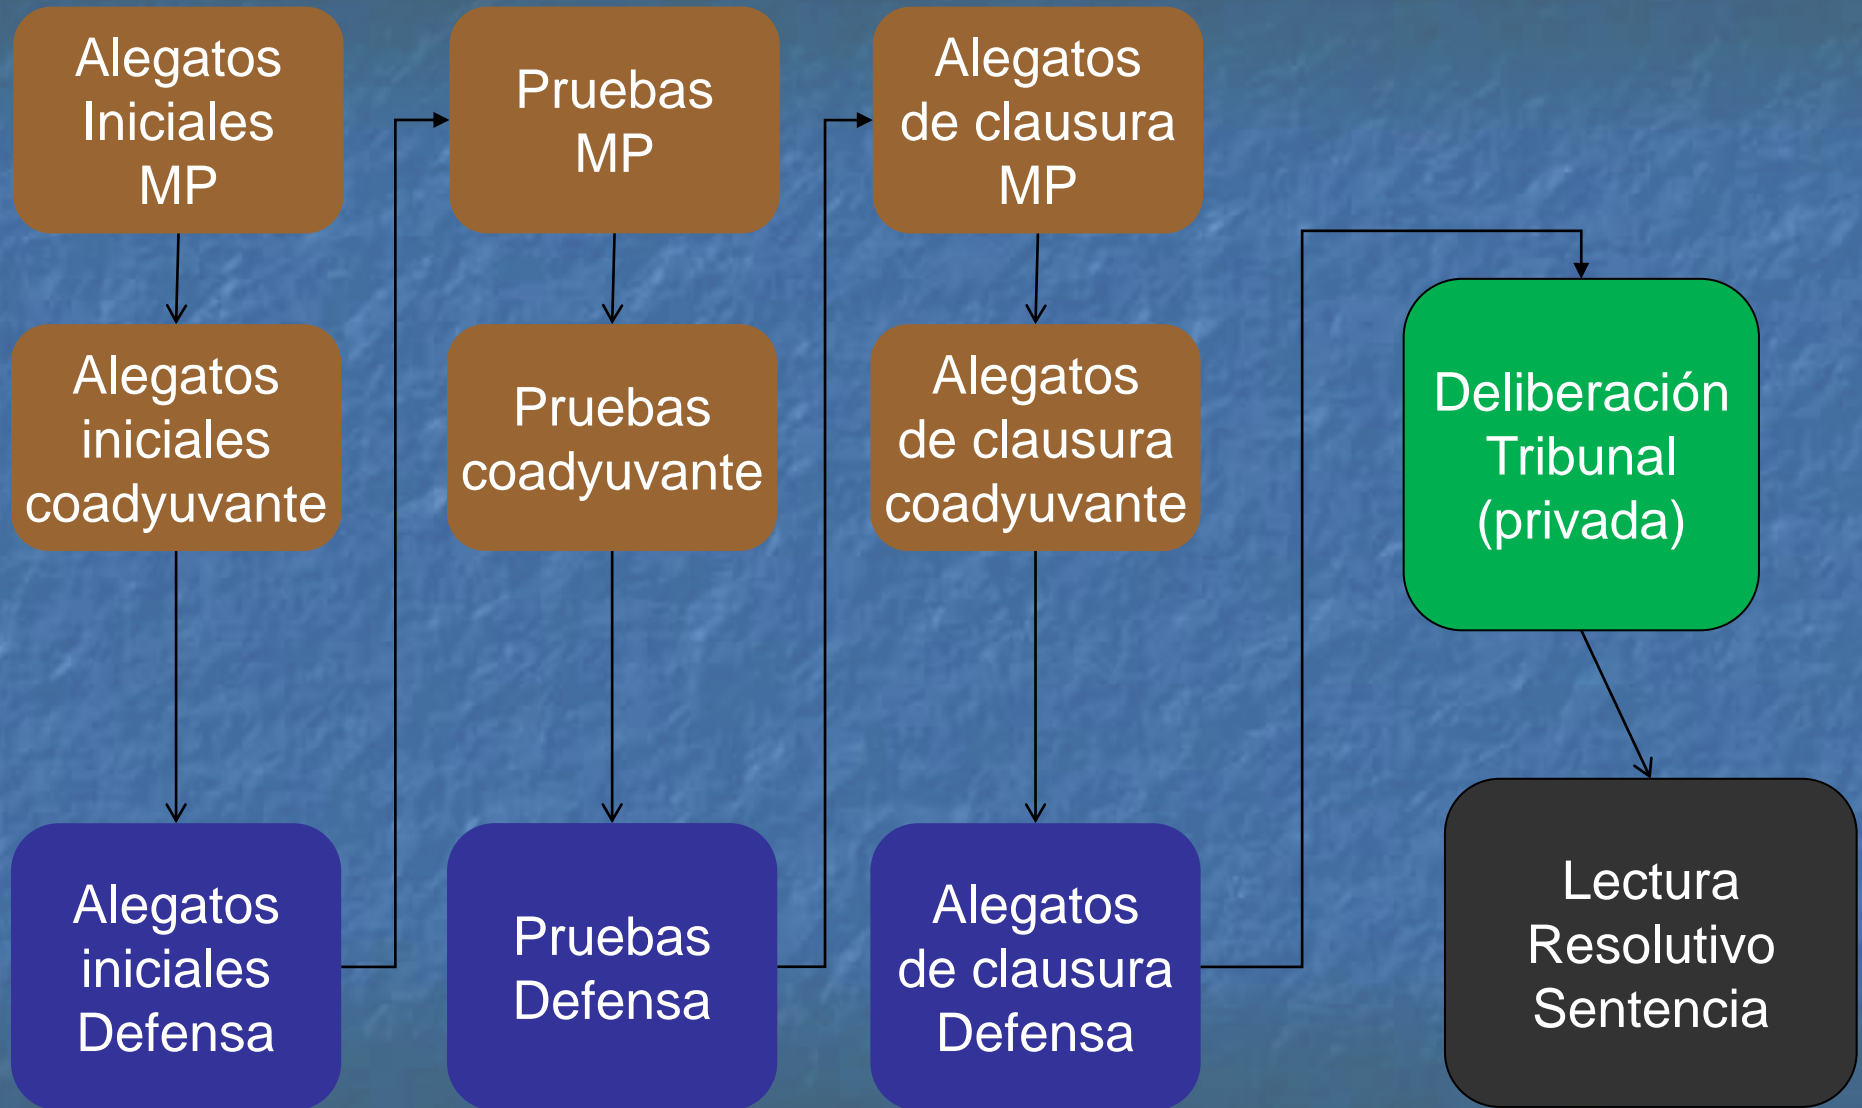 Alegatos
Iniciales
MP
Alegatos
iniciales
coadyuvante
Alegatos
iniciales
Defensa
Pruebas
MP
Pruebas
coadyuvante
Pruebas
Defensa
Alegatos
de clausura
MP
Alegatos
de clausura
coadyuvante
Alegatos
de clausura
Defensa
Deliberación
Tribunal
(privada)
Lectura
Resolutivo
Sentencia